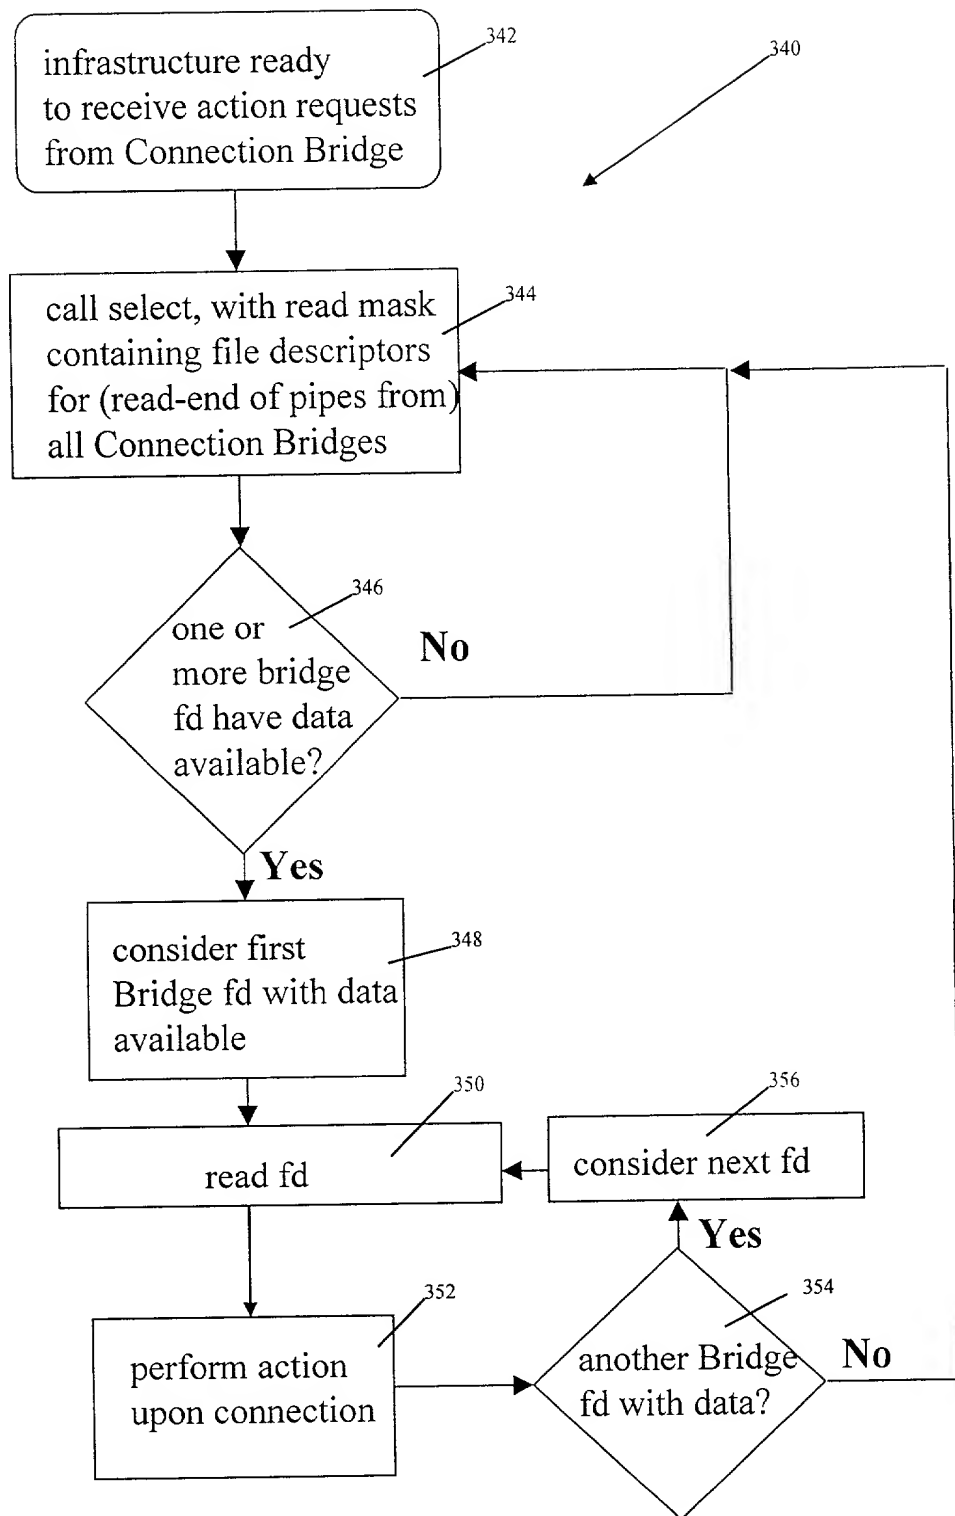 342
infrastructure ready
to receive action requests
from Connection Bridge
340
344
call select, with read mask
containing file descriptors
for (read-end of pipes from)
all Connection Bridges
346
one or
more bridge
fd have data
available?
No
Yes
348
consider first
Bridge fd with data
available
350
read fd
356
consider next fd
Yes
352
perform action
upon connection
354
another Bridge
fd with data?
No